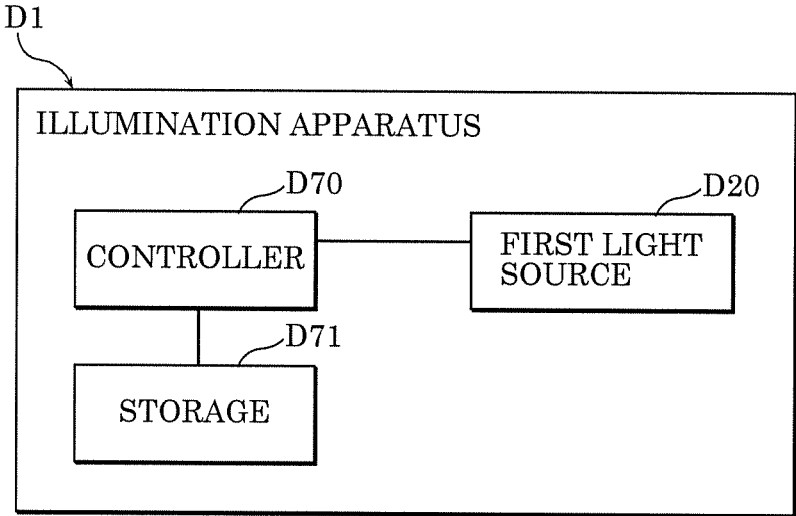 D1
ILLUMINATION APPARATUS
D70
D20
CONTROLLER
FIRST LIGHT
SOURCE
D71
STORAGE